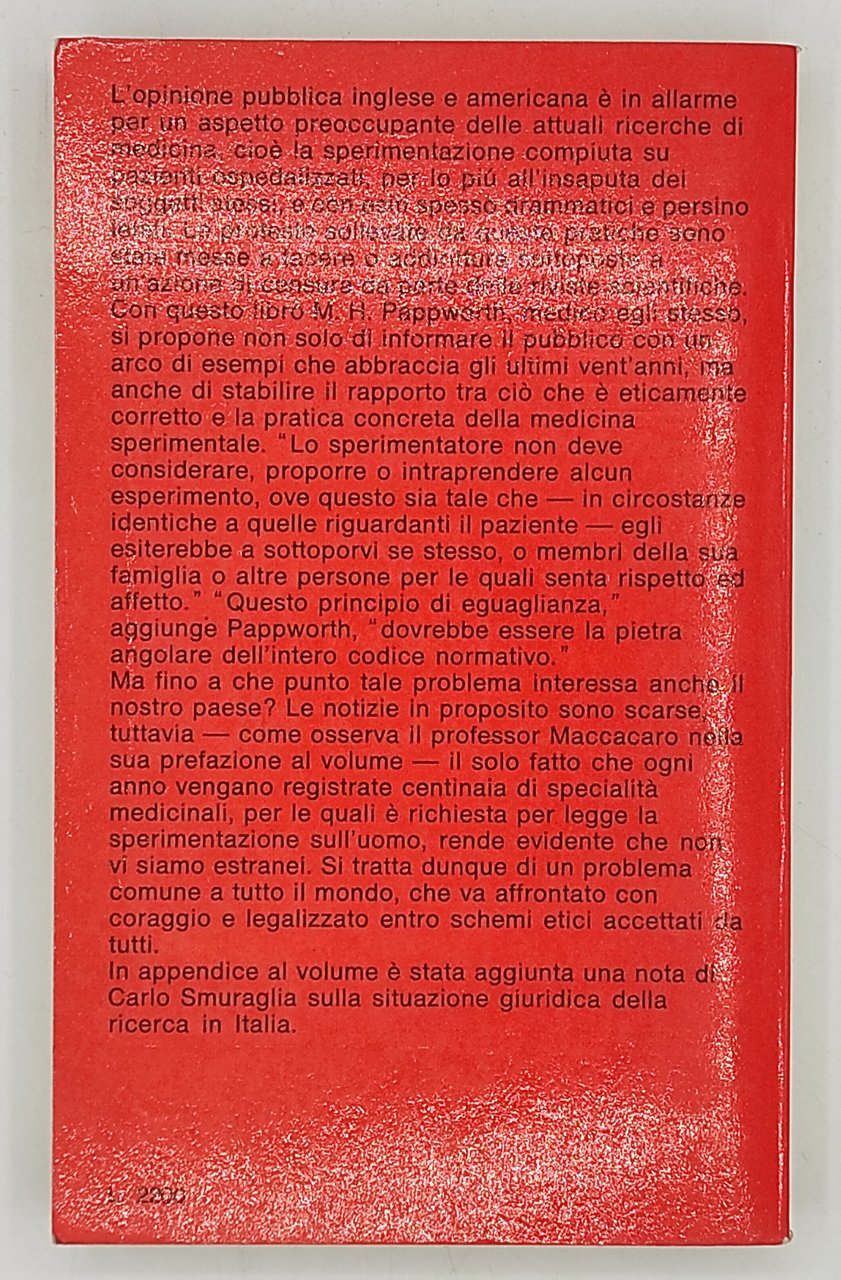 L'opinione pubblica inglese e americana è in allarme
per un aspetto preoccupante delle attuali ricerche di
medicina, cioè la sperimentazione compiuta su
pazienti ospedalizzati, per lo piú all'insaputa dei
soggetti stessi, e con esito spesso drammatici e persino
letali. Le proteste sollevate da queste pratiche sono
state messe a tacere o addirittura sottoposte a
un'azione di censura da parte delle riviste scientifiche.
Con questo libro M. H. Pappworth, medico egli stesso,
si propone non solo di informare il pubblico con un
arco di esempi che abbraccia gli ultimi vent'anni, ma
anche di stabilire il rapporto tra ciò che è eticamente
corretto e la pratica concreta della medicina
sperimentale. "Lo sperimentatore non deve
considerare, proporre o intraprendere alcun
esperimento, ove questo sia tale che — in circostanze
identiche a quelle riguardanti il paziente — egli
esiterebbe a sottoporvi se stesso, o membri della sua
famiglia o altre persone per le quali senta rispetto ed
affetto." "Questo principio di eguaglianza,"
aggiunge Pappworth, "dovrebbe essere la pietra
angolare dell'intero codice normativo."
Ma fino a che punto tale problema interessa anche il
nostro paese? Le notizie in proposito sono scarse,
tuttavia — come osserva il professor Maccacaro nella
sua prefazione al volume — il solo fatto che ogni
anno vengano registrate centinaia di specialità
medicinali, per le quali è richiesta per legge la
sperimentazione sull'uomo, rende evidente che non
vi siamo estranei. Si tratta dunque di un problema
comune a tutto il mondo, che va affrontato con
coraggio e legalizzato entro schemi etici accettati da
tutti.
In appendice al volume è stata aggiunta una nota di
Carlo Smuraglia sulla situazione giuridica della
ricerca in Italia.
L. 2200